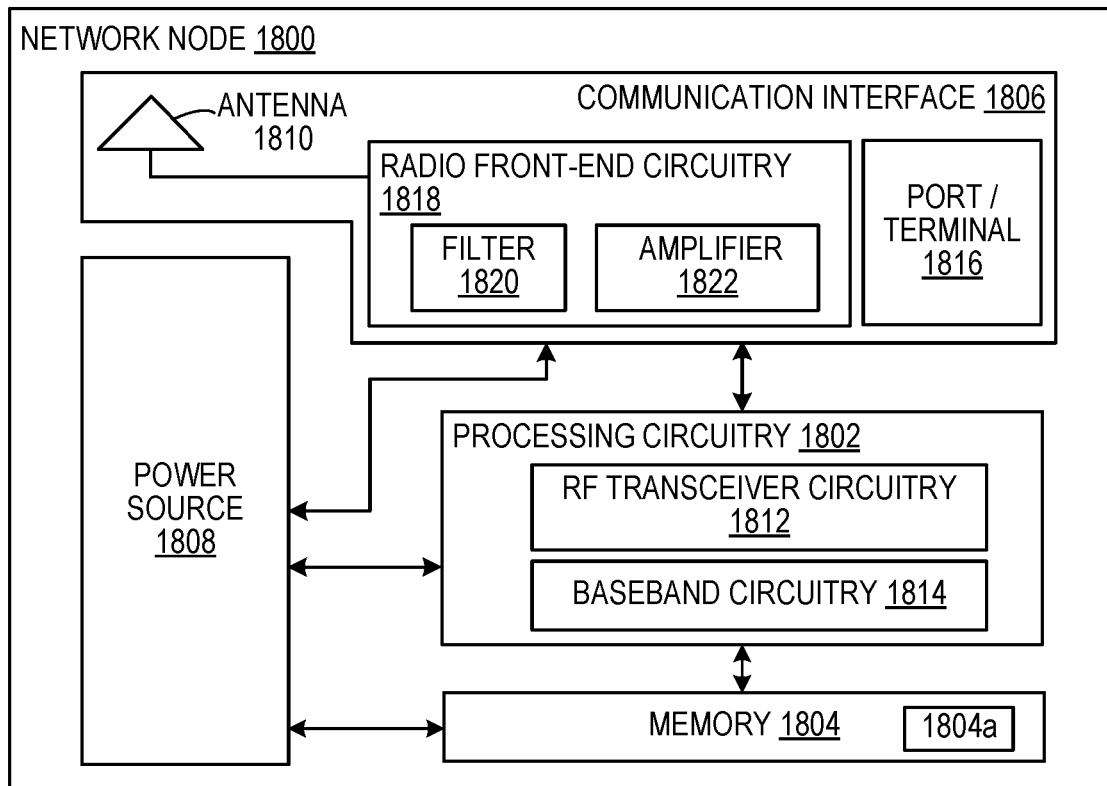 NETWORK NODE 1800
COMMUNICATION INTERFACE 1806
ANTENNA
1810
RADIO FRONT-END CIRCUITRY
1818
FILTER
1820
AMPLIFIER
1822
PORT /
TERMINAL
1816
POWER
SOURCE
1808
PROCESSING CIRCUITRY 1802
RF TRANSCEIVER CIRCUITRY
1812
BASEBAND CIRCUITRY 1814
MEMORY 1804
1804a